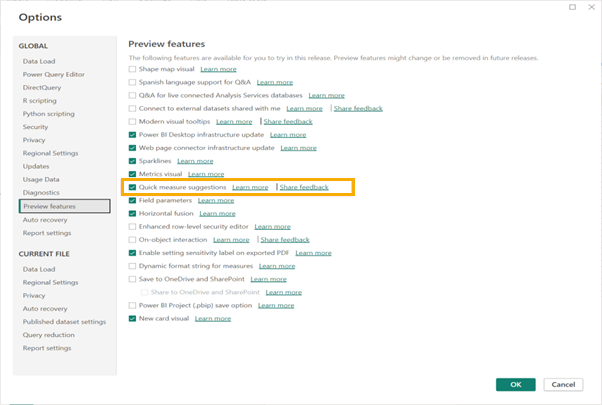 Options
GLOBAL
Data Load
Power Query Editor
DirectQuery
R scripting
Python scripting
Security
Privacy
Regional Settings
Updates
Usage Data
Diagnostics
Preview features
Auto recovery
Report settings
CURRENT FILE
Data Load
Regional Settings
Privacy
Auto recovery
Published dataset settings
Query reduction
Report settings
Preview features
The following features are available for you to try in this release. Preview features might change or be removed in future releases.
Shape map visual Learn more
Spanish language support for Q&A Learn more
Q&A for live connected Analysis Services databases Learn more
Connect to external datasets shared with me Learn more | Share feedback
Modern visual tooltips Learn more | Share feedback
Power BI Desktop infrastructure update Learn more
Web page connector infrastructure update Learn more
Sparklines Learn more
Metrics visual Learn more
Quick measure suggestions Learn more | Share feedback
Field parameters Learn more
Horizontal fusion Learn more
Enhanced row-level security editor Learn more
On-object interaction Learn more | Share feedback
Enable setting sensitivity label on exported PDF Learn more
Dynamic format string for measures Learn more
Save to OneDrive and SharePoint Learn more
Share to OneDrive and SharePoint Learn more
Power BI Project (.pbip) save option Learn more
New card visual Learn more
OK Cancel